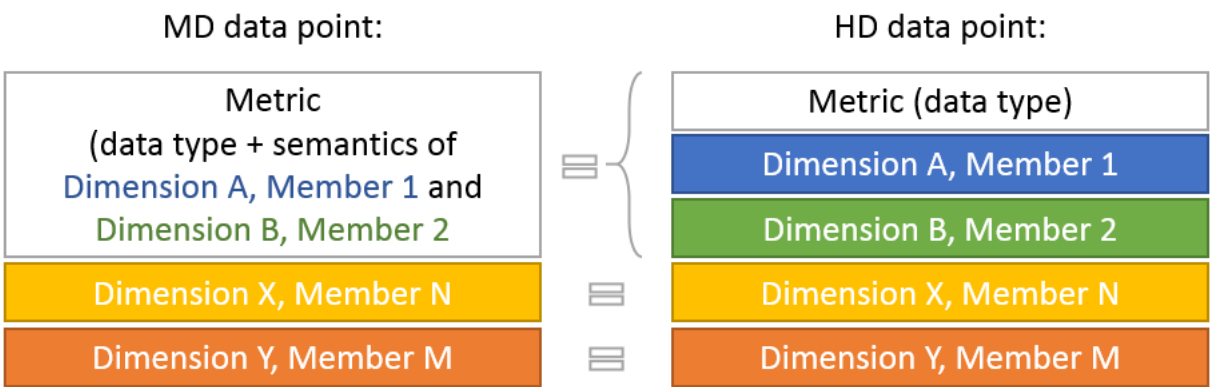 MD data point:
Metric
(data type + semantics of
Dimension A, Member 1 and
Dimension B, Member 2
Dimension X, Member N
Dimension Y, Member M
HD data point:
Metric (data type)
Dimension A, Member 1
Dimension B, Member 2
Dimension X, Member N
Dimension Y, Member M